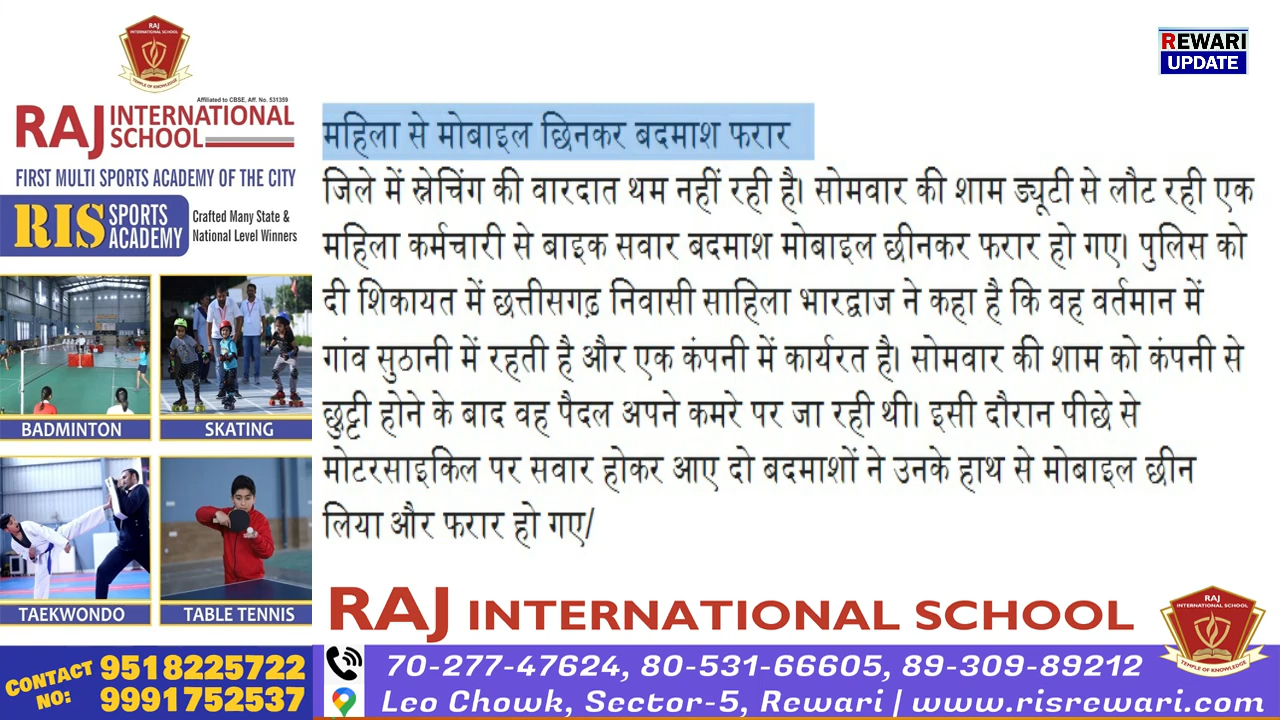 RAJ
INTERNATIONAL SCHOOL
TEMPLE OF KNOWLEDGE
Affiliated to CBSE, Aff. No. 531359
RAJ INTERNATIONAL SCHOOL
FIRST MULTI SPORTS ACADEMY OF THE CITY
RIS SPORTS ACADEMY
Crafted Many State &
National Level Winners
BADMINTON
SKATING
TAEKWONDO
TABLE TENNIS
CONTACT NO:
9518225722
9991752537
REWARI
UPDATE
महिला से मोबाइल छिनकर बदमाश फरार
जिले में स्नेचिंग की वारदात थम नहीं रही है। सोमवार की शाम ड्यूटी से लौट रही एक
महिला कर्मचारी से बाइक सवार बदमाश मोबाइल छीनकर फरार हो गए। पुलिस को
दी शिकायत में छत्तीसगढ़ निवासी साहिला भारद्वाज ने कहा है कि वह वर्तमान में
गांव सुठानी में रहती है और एक कंपनी में कार्यरत है। सोमवार की शाम को कंपनी से
छुट्टी होने के बाद वह पैदल अपने कमरे पर जा रही थी। इसी दौरान पीछे से
मोटरसाइकिल पर सवार होकर आए दो बदमाशों ने उनके हाथ से मोबाइल छीन
लिया और फरार हो गए/
RAJ INTERNATIONAL SCHOOL
RAJ
INTERNATIONAL SCHOOL
TEMPLE OF KNOWLEDGE
70-277-47624, 80-531-66605, 89-309-89212
Leo Chowk, Sector-5, Rewari | www.risrewari.com